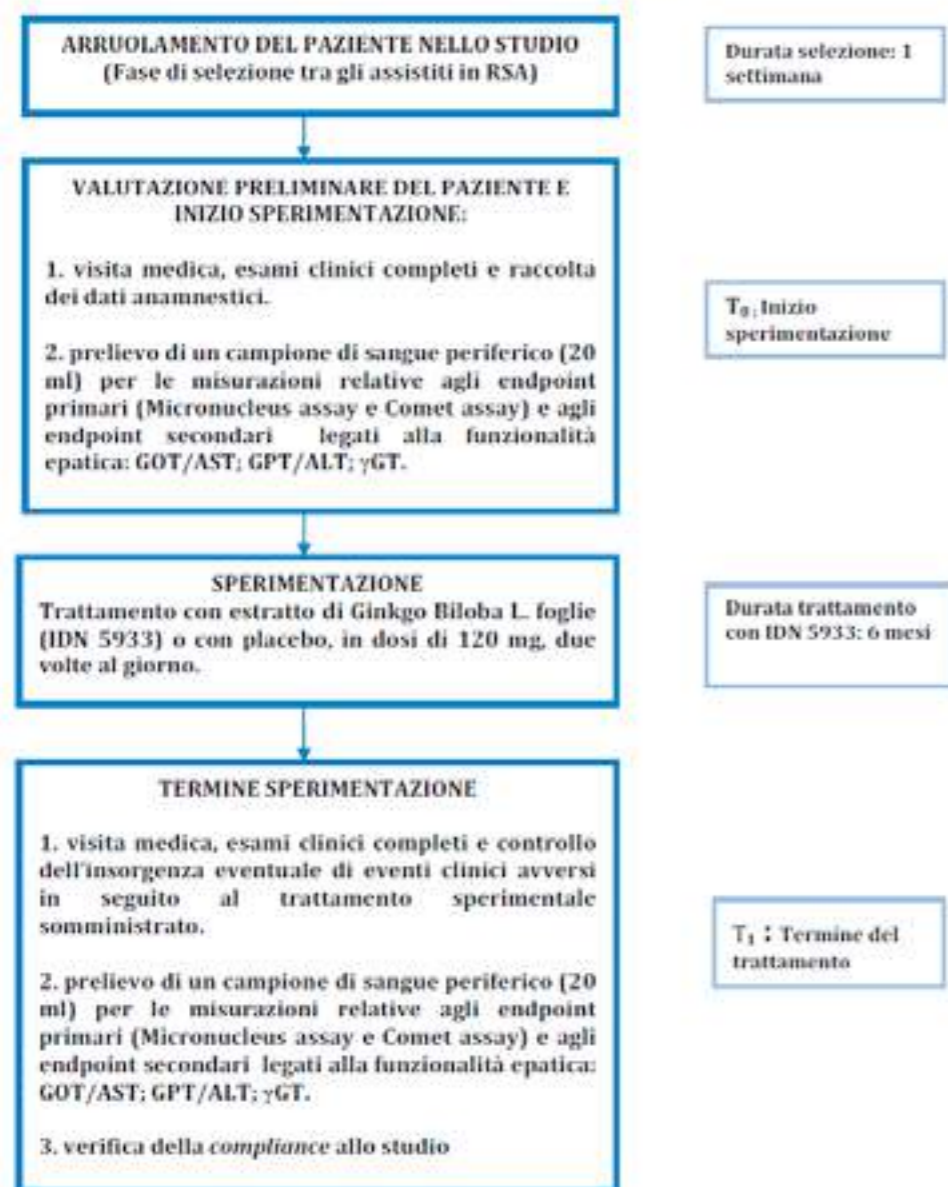 ARRUOLAMENTO DEL PAZIENTE NELLO STUDIO
(Fase di selezione tra gli assistiti in RSA)
Durata selezione: 1
settimana
VALUTAZIONE PRELIMINARE DEL PAZIENTE E
INIZIO SPERIMENTAZIONE:
1. visita medica, esami clinici completi e raccolta
dei dati anamnestici.
2. prelievo di un campione di sangue periferico (20
ml) per le misurazioni relative agli endpoint
primari (Micronucleus assay e Comet assay) e agli
endpoint secondari legati alla funzionalità
epatica: GOT/AST; GPT/ALT; γGT.
T₀ : Inizio
sperimentazione
SPERIMENTAZIONE
Trattamento con estratto di Ginkgo Biloba L. foglie
(IDN 5933) o con placebo, in dosi di 120 mg, due
volte al giorno.
Durata trattamento
con IDN 5933: 6 mesi
TERMINE SPERIMENTAZIONE
1. visita medica, esami clinici completi e controllo
dell'insorgenza eventuale di eventi clinici avversi
in seguito al trattamento sperimentale
somministrato.
2. prelievo di un campione di sangue periferico (20
ml) per le misurazioni relative agli endpoint
primari (Micronucleus assay e Comet assay) e agli
endpoint secondari legati alla funzionalità epatica:
GOT/AST; GPT/ALT; γGT.
3. verifica della compliance allo studio
T₁ : Termine del
trattamento